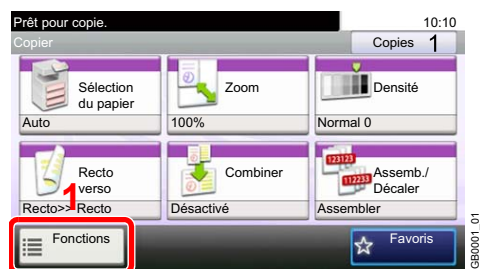 Prêt pour copie.
10:10
Copier
Copies 1
Sélection du papier
Auto
Zoom
100%
Densité
Normal 0
Recto verso
Recto>>Recto
1
Combiner
Désactivé
123123
112233
Assemb./
Décaler
Assembler
Fonctions
Favoris
GB0001_01